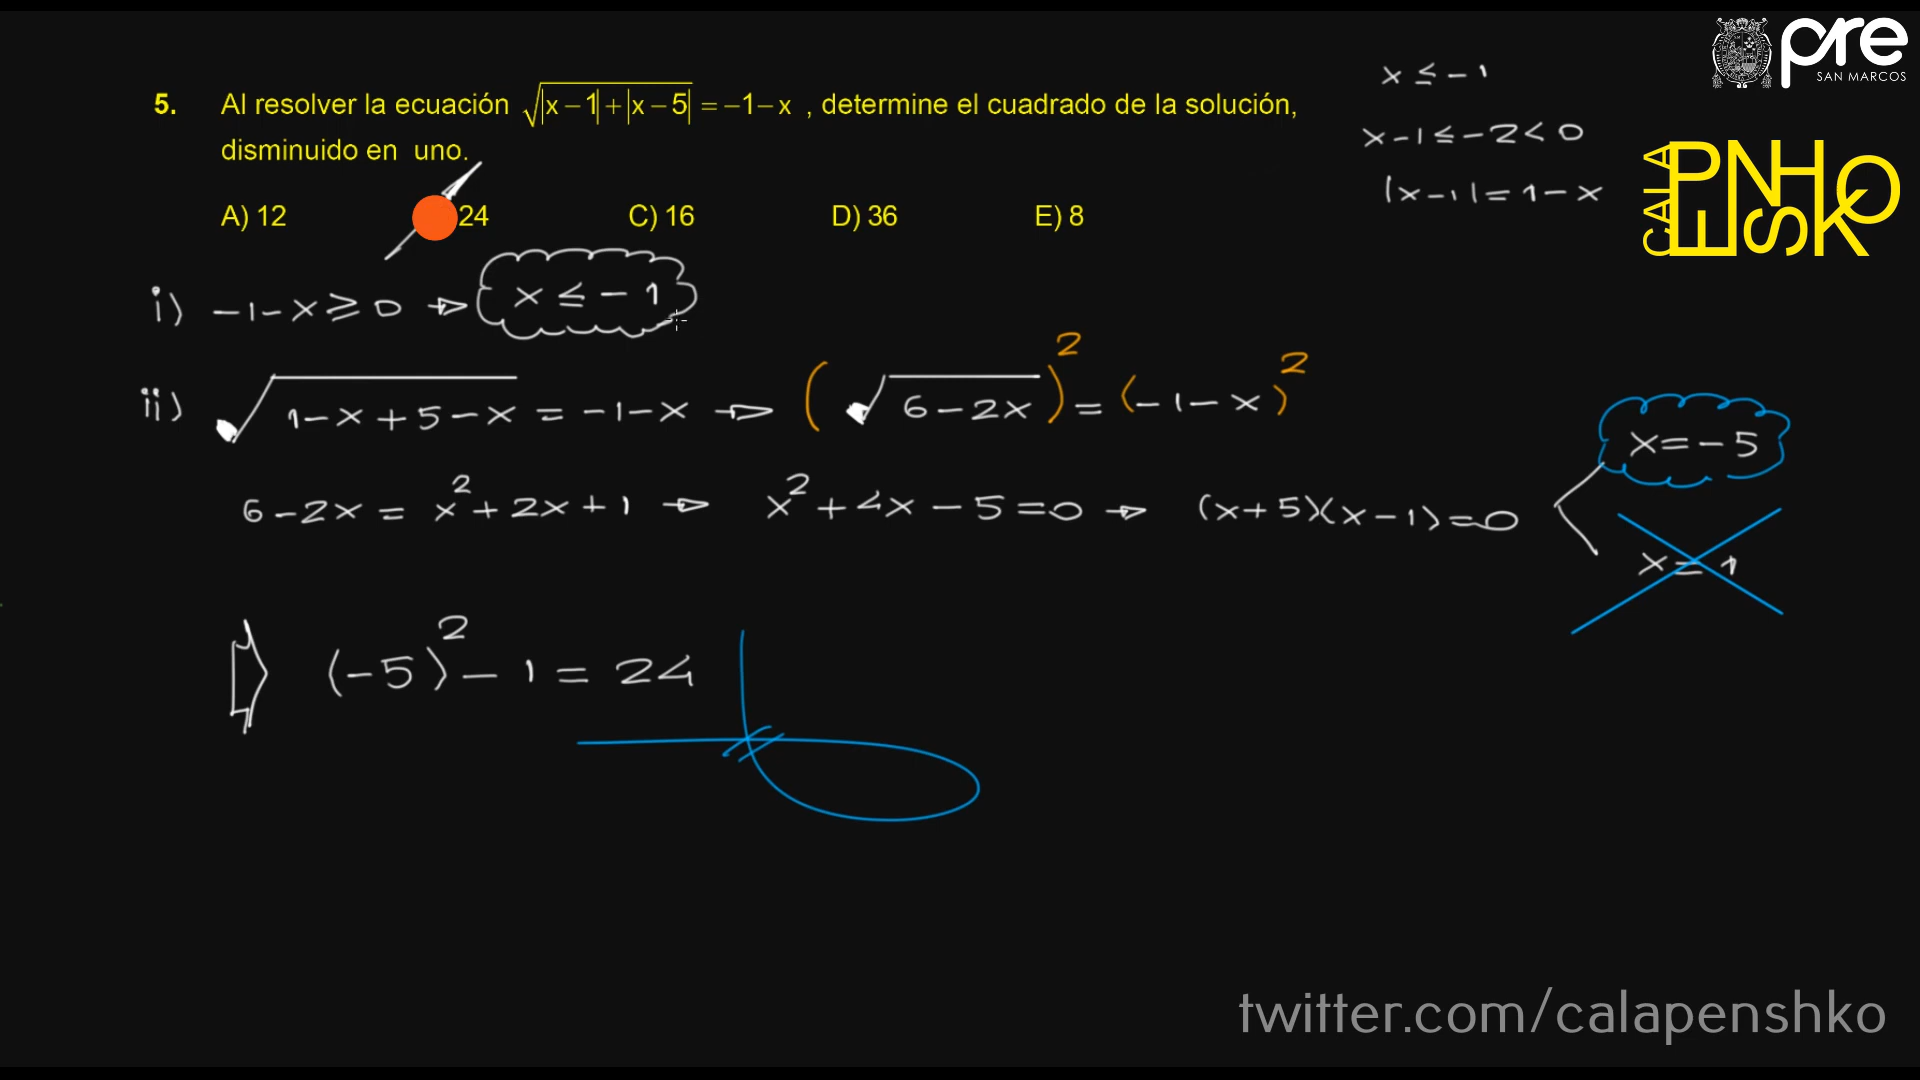 pre
SAN MARCOS
CALA
PENSHKO
5. Al resolver la ecuación √|x−1|+|x−5| = −1−x , determine el cuadrado de la solución,
disminuido en uno.
A) 12 24 C) 16 D) 36 E) 8
x ≤ −1
x−1 ≤ −2 < 0
|x−1| = 1−x
i) −1−x ≥ 0 → x ≤ −1
ii) √1−x+5−x = −1−x → (√6−2x)² = (−1−x)²
6−2x = x²+2x+1 → x²+4x−5=0 → (x+5)(x−1)=0
x=−5
x=1
⇒ (−5)²−1 = 24
twitter.com/calapenshko